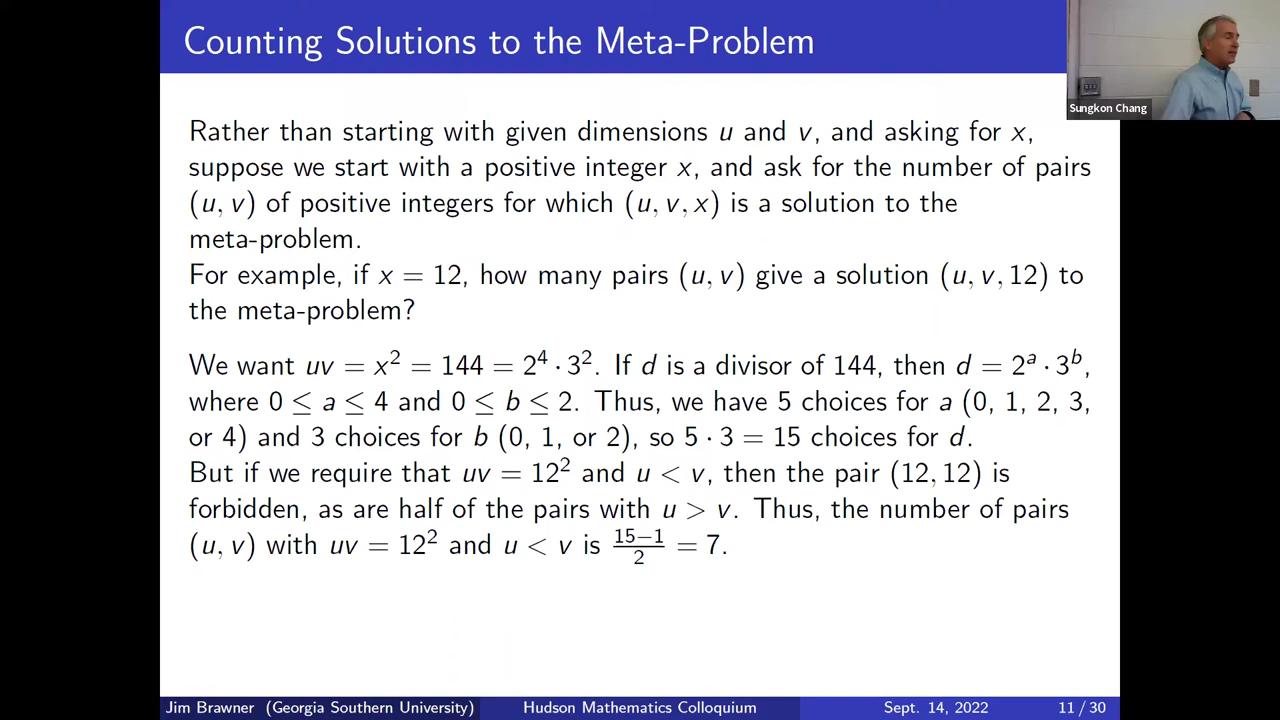 Counting Solutions to the Meta-Problem
Sungkon Chang
Rather than starting with given dimensions u and v, and asking for x,
suppose we start with a positive integer x, and ask for the number of pairs
(u, v) of positive integers for which (u, v, x) is a solution to the
meta-problem.
For example, if x = 12, how many pairs (u, v) give a solution (u, v, 12) to
the meta-problem?
We want uv = x² = 144 = 2⁴ · 3². If d is a divisor of 144, then d = 2ᵃ · 3ᵇ,
where 0 ≤ a ≤ 4 and 0 ≤ b ≤ 2. Thus, we have 5 choices for a (0, 1, 2, 3,
or 4) and 3 choices for b (0, 1, or 2), so 5 · 3 = 15 choices for d.
But if we require that uv = 12² and u < v, then the pair (12, 12) is
forbidden, as are half of the pairs with u > v. Thus, the number of pairs
(u, v) with uv = 12² and u < v is (15−1)/2 = 7.
Jim Brawner (Georgia Southern University) Hudson Mathematics Colloquium Sept. 14, 2022 11 / 30